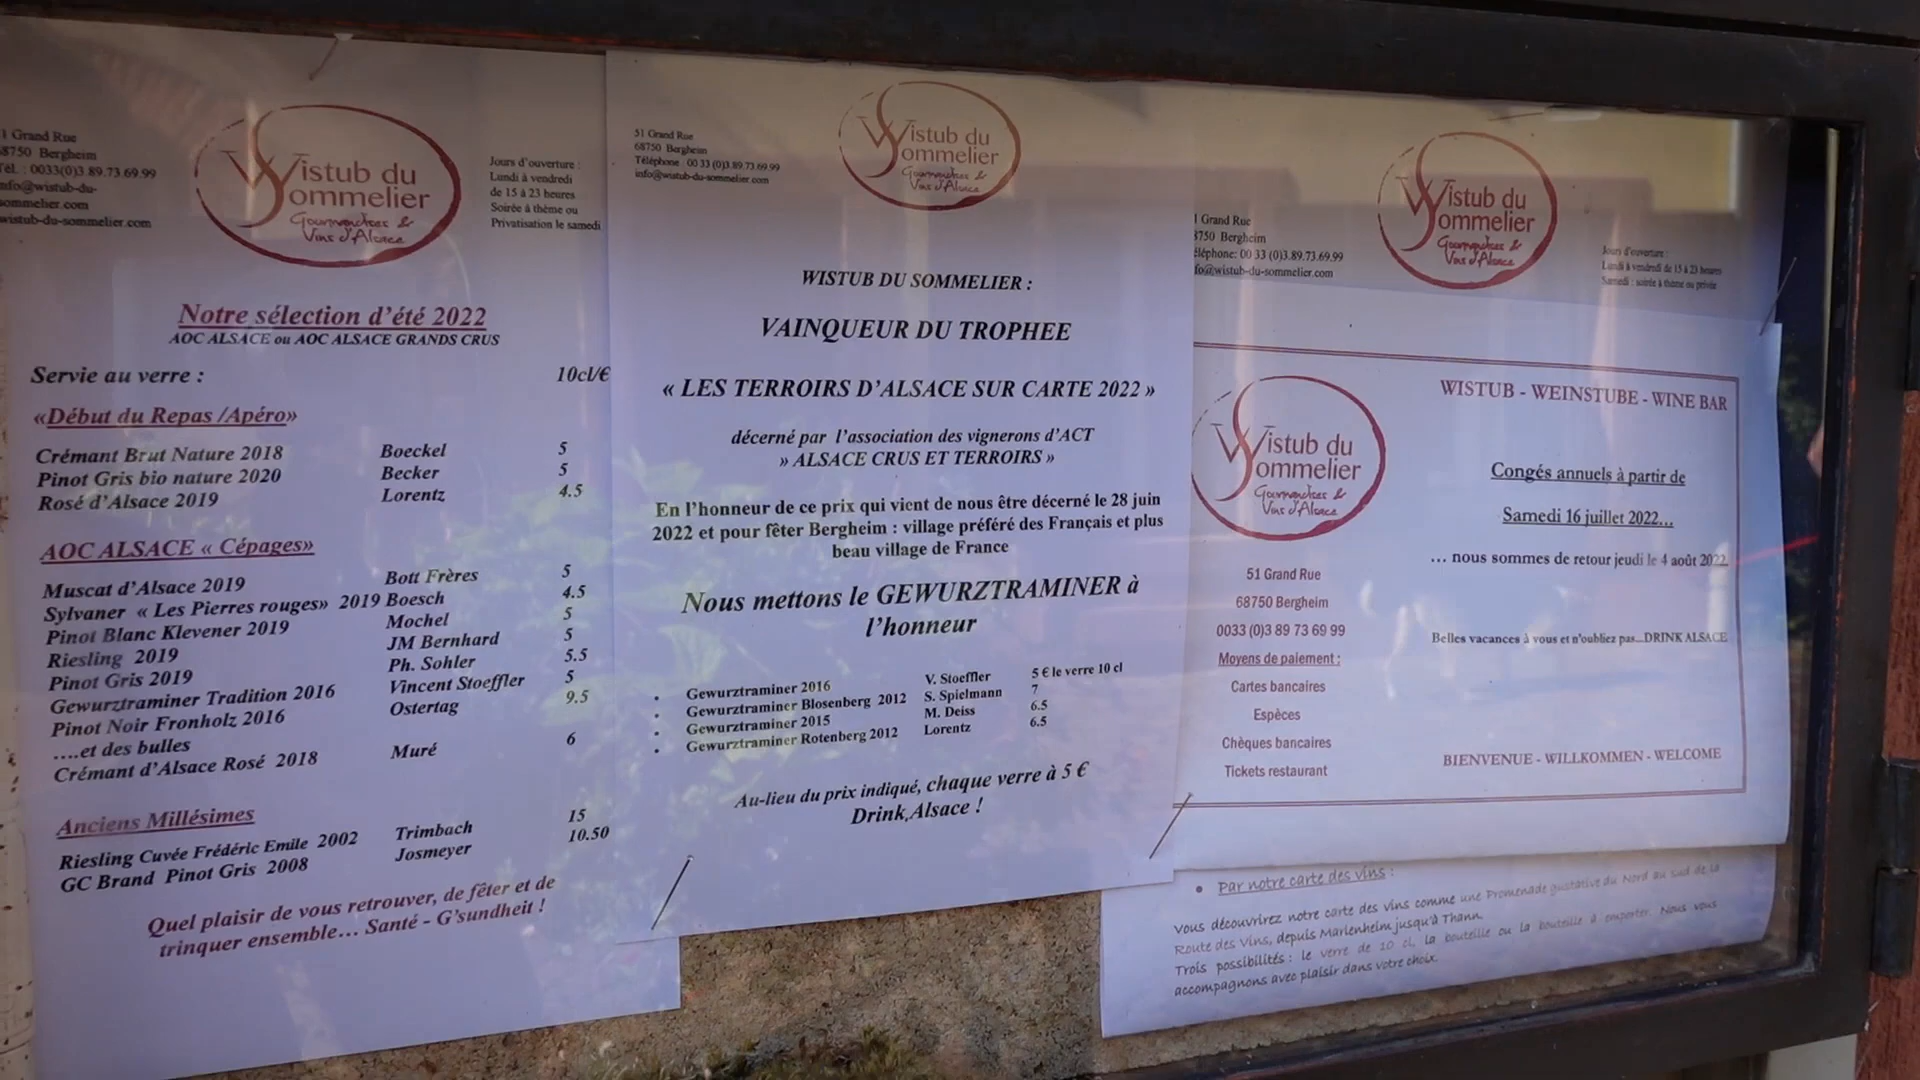 1 Grand Rue
68750 Bergheim
Tél. : 0033(0)3 89.73.69.99
info@wistub-du-
sommelier.com
wistub-du-sommelier.com
Wistub du
Sommelier
Gourmandises &
Vins d'Alsace
Jours d'ouverture :
Lundi à vendredi
de 15 à 23 heures
Soirée à thème ou
Privatisation le samedi
Notre sélection d'été 2022
AOC ALSACE ou AOC ALSACE GRANDS CRUS
Servie au verre : 10cl/€
«Début du Repas /Apéro»
Crémant Brut Nature 2018 Boeckel 5
Pinot Gris bio nature 2020 Becker 5
Rosé d'Alsace 2019 Lorentz 4.5
AOC ALSACE « Cépages»
Muscat d'Alsace 2019 Bott Frères 5
Sylvaner « Les Pierres rouges» 2019 Boesch 4.5
Pinot Blanc Klevener 2019 Mochel 5
Riesling 2019 JM Bernhard 5
Pinot Gris 2019 Ph. Sohler 5.5
Gewurztraminer Tradition 2016 Vincent Stoeffler 5
Pinot Noir Fronholz 2016 Ostertag 9.5
….et des bulles
Crémant d'Alsace Rosé 2018 Muré 6
Anciens Millésimes
Riesling Cuvée Frédéric Emile 2002 Trimbach 15
GC Brand Pinot Gris 2008 Josmeyer 10.50
Quel plaisir de vous retrouver, de fêter et de
trinquer ensemble… Santé - G'sundheit !
51 Grand Rue
68750 Bergheim
Téléphone : 00 33 (0)3.89.73.69.99
info@wistub-du-sommelier.com
Wistub du
Sommelier
Gourmandises &
Vins d'Alsace
WISTUB DU SOMMELIER :
VAINQUEUR DU TROPHEE
« LES TERROIRS D'ALSACE SUR CARTE 2022 »
décerné par l'association des vignerons d'ACT
» ALSACE CRUS ET TERROIRS »
En l'honneur de ce prix qui vient de nous être décerné le 28 juin
2022 et pour fêter Bergheim : village préféré des Français et plus
beau village de France
Nous mettons le GEWURZTRAMINER à
l'honneur
• Gewurztraminer 2016 V. Stoeffler 5 € le verre 10 cl
• Gewurztraminer Blosenberg 2012 S. Spielmann 7
• Gewurztraminer 2015 M. Deiss 6.5
• Gewurztraminer Rotenberg 2012 Lorentz 6.5
Au-lieu du prix indiqué, chaque verre à 5 €
Drink Alsace !
1 Grand Rue
8750 Bergheim
éléphone: 00 33 (0)3.89.73.69.99
fo@wistub-du-sommelier.com
Wistub du
Sommelier
Gourmandises &
Vins d'Alsace
Jours d'ouverture :
Lundi à vendredi de 15 à 23 heures
Samedi : soirée à thème ou privée
Wistub du
Sommelier
Gourmandises &
Vins d'Alsace
51 Grand Rue
68750 Bergheim
0033 (0)3 89 73 69 99
Moyens de paiement :
Cartes bancaires
Espèces
Chèques bancaires
Tickets restaurant
WISTUB - WEINSTUBE - WINE BAR
Congés annuels à partir de
Samedi 16 juillet 2022...
… nous sommes de retour jeudi le 4 août 2022
Belles vacances à vous et n'oubliez pas...DRINK ALSACE
BIENVENUE - WILLKOMMEN - WELCOME
• Par notre carte des vins :
Vous découvrirez notre carte des vins comme une Promenade gustative du Nord au Sud de la
Route des Vins, depuis Marlenheim jusqu'à Thann.
Trois possibilités : le verre de 10 cl, la bouteille ou la bouteille à emporter. Nous vous
accompagnons avec plaisir dans votre choix.